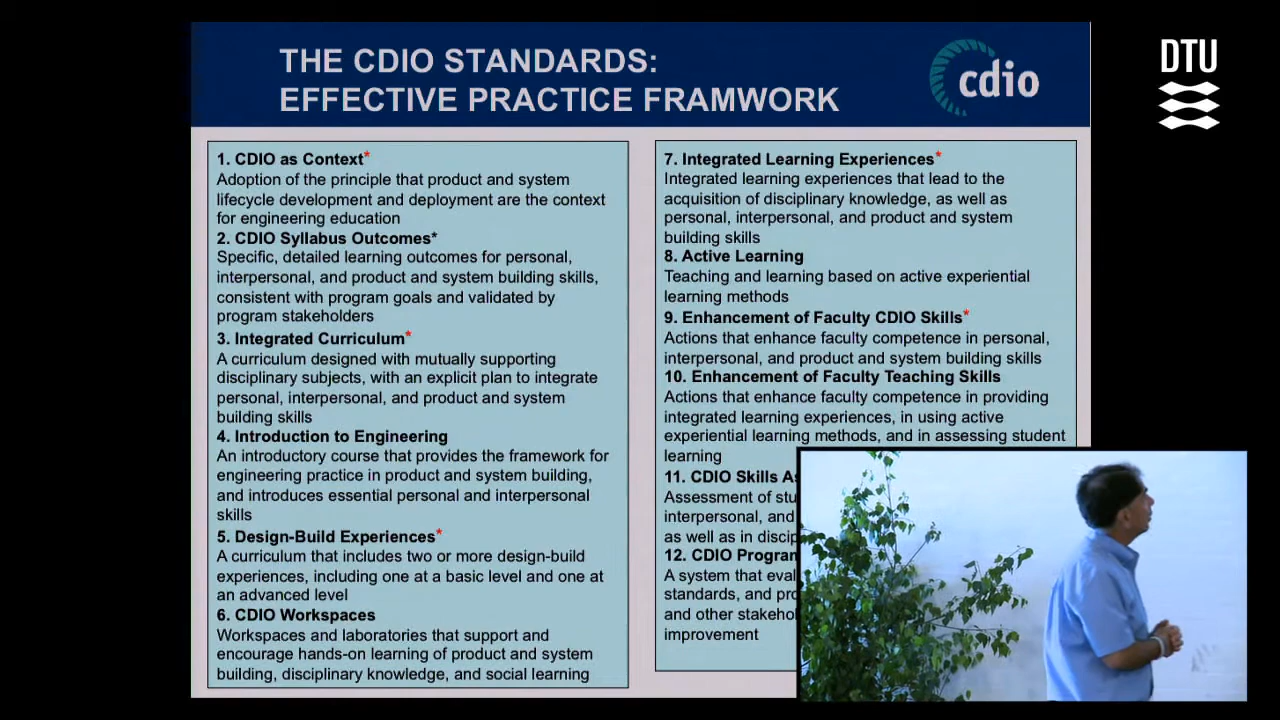 THE CDIO STANDARDS:
EFFECTIVE PRACTICE FRAMWORK
cdio
DTU
1. CDIO as Context*
Adoption of the principle that product and system
lifecycle development and deployment are the context
for engineering education
2. CDIO Syllabus Outcomes*
Specific, detailed learning outcomes for personal,
interpersonal, and product and system building skills,
consistent with program goals and validated by
program stakeholders
3. Integrated Curriculum*
A curriculum designed with mutually supporting
disciplinary subjects, with an explicit plan to integrate
personal, interpersonal, and product and system
building skills
4. Introduction to Engineering
An introductory course that provides the framework for
engineering practice in product and system building,
and introduces essential personal and interpersonal
skills
5. Design-Build Experiences*
A curriculum that includes two or more design-build
experiences, including one at a basic level and one at
an advanced level
6. CDIO Workspaces
Workspaces and laboratories that support and
encourage hands-on learning of product and system
building, disciplinary knowledge, and social learning
7. Integrated Learning Experiences*
Integrated learning experiences that lead to the
acquisition of disciplinary knowledge, as well as
personal, interpersonal, and product and system
building skills
8. Active Learning
Teaching and learning based on active experiential
learning methods
9. Enhancement of Faculty CDIO Skills*
Actions that enhance faculty competence in personal,
interpersonal, and product and system building skills
10. Enhancement of Faculty Teaching Skills
Actions that enhance faculty competence in providing
integrated learning experiences, in using active
experiential learning methods, and in assessing student
learning
11. CDIO Skills
Assessment of
interpersonal, and
as well as in
12. CDIO
A system that
standards, and
and other
improvement